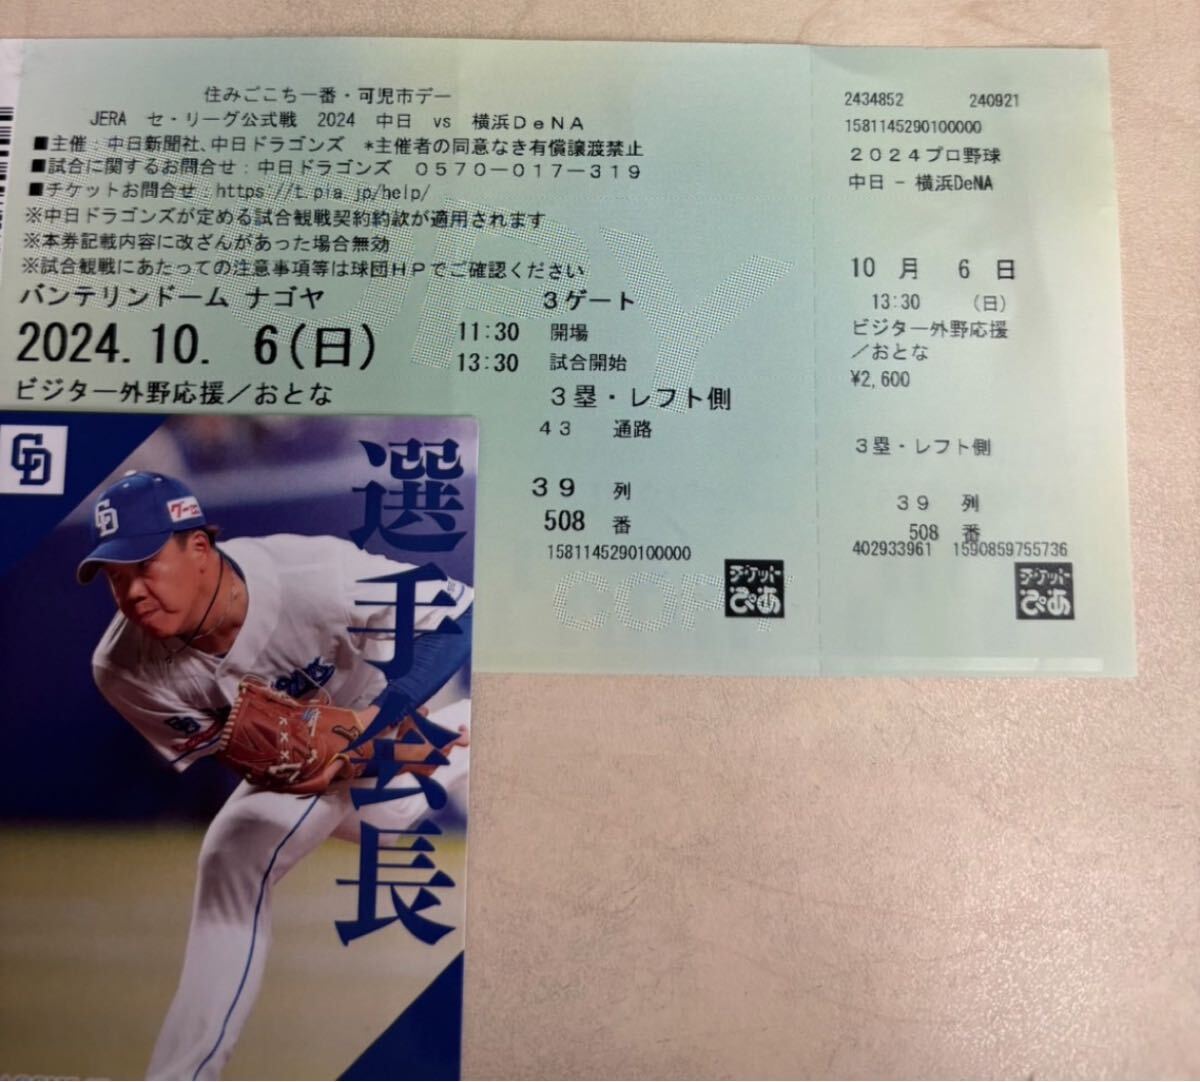 住みごこち一番・可児市デー
JERA セ・リーグ公式戦 2024 中日 vs 横浜DeNA
■主催：中日新聞社、中日ドラゴンズ *主催者の同意なき有償譲渡禁止
■試合に関するお問合せ：中日ドラゴンズ 0570-017-319
■チケットお問合せ：https://t.pia.jp/help/
※中日ドラゴンズが定める試合観戦契約約款が適用されます
※本券記載内容に改ざんがあった場合無効
※試合観戦にあたっての注意事項等は球団HPでご確認ください
バンテリンドーム ナゴヤ 3ゲート
2024.10. 6(日) 11:30 開場
13:30 試合開始
ビジター外野応援／おとな 3塁・レフト側
43 通路
39 列
508 番
1581145290100000
チケット
ぴあ
COPY
2434852 240921
1581145290100000
2024プロ野球
中日 - 横浜DeNA
10 月 6 日
13:30 (日)
ビジター外野応援
／おとな
¥2,600
3塁・レフト側
39 列
508 番
402933961 1590859755736
チケット
ぴあ
CD
選手会長